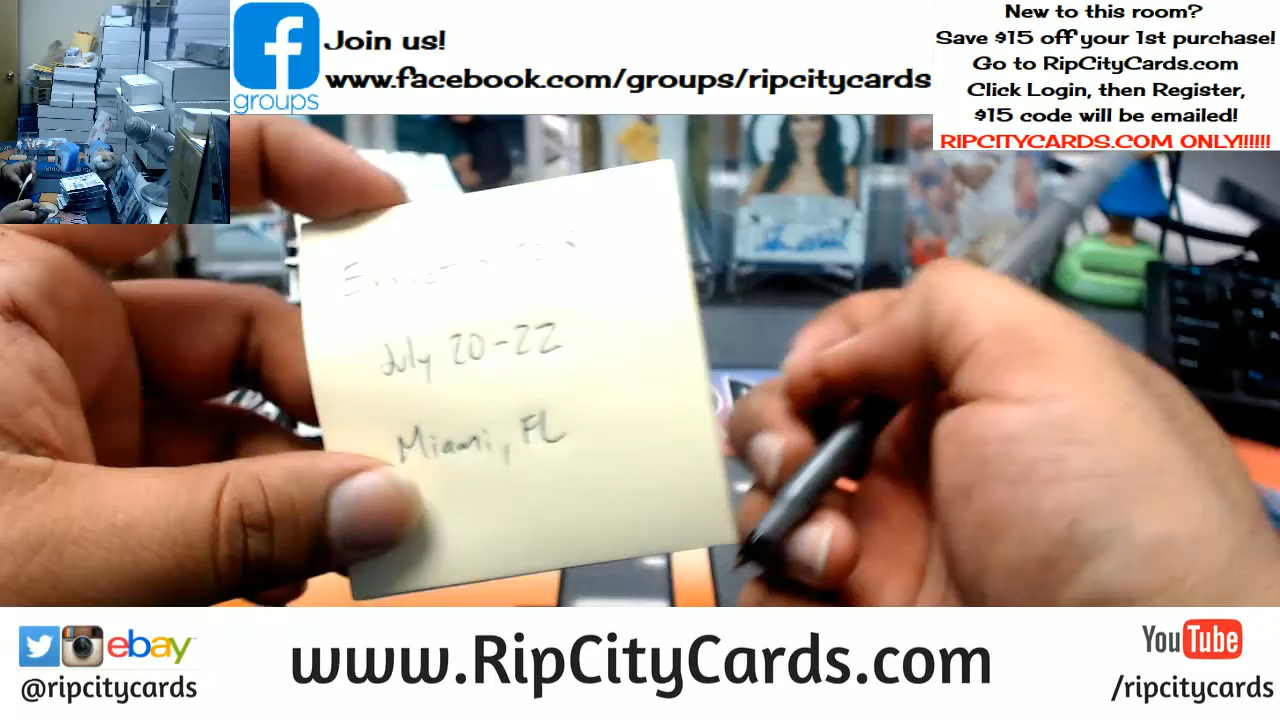 groups
Join us!
www.facebook.com/groups/ripcitycards
New to this room?
Save $15 off your 1st purchase!
Go to RipCityCards.com
Click Login, then Register,
$15 code will be emailed!
RIPCITYCARDS.COM ONLY!!!!!!
July 20-22
Miami, FL
ebay
@ripcitycards
www.RipCityCards.com
YouTube
/ripcitycards